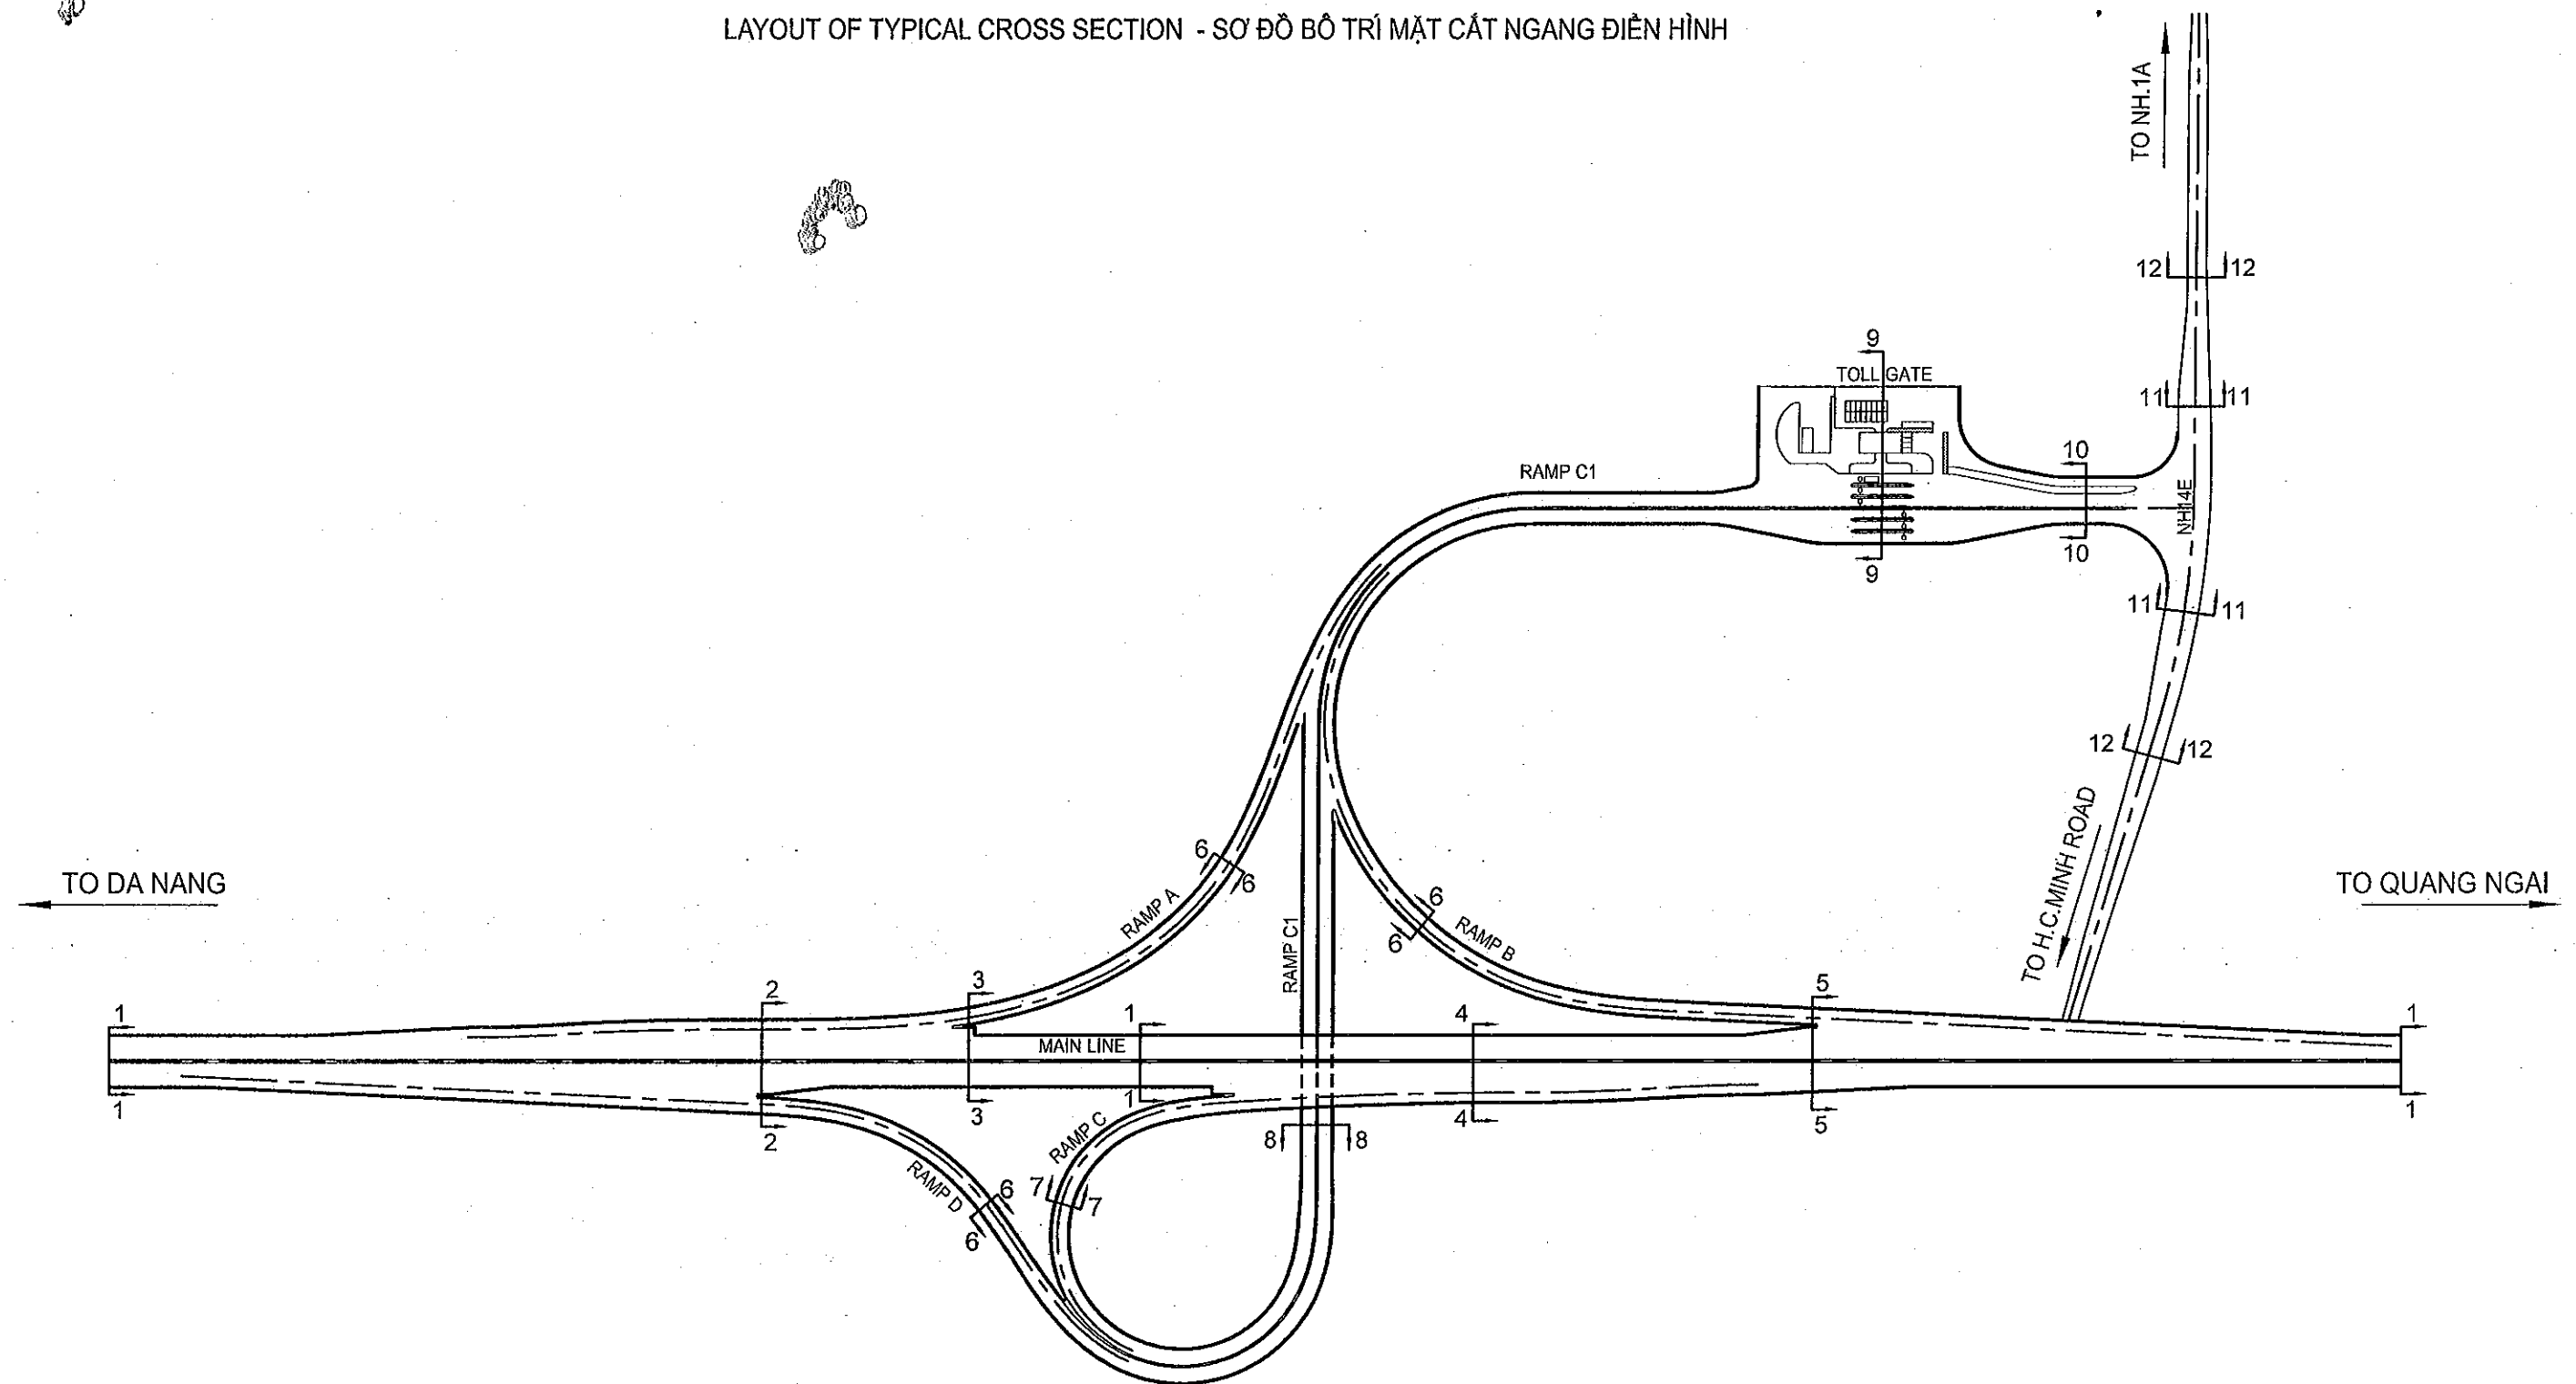 LAYOUT OF TYPICAL CROSS SECTION - SƠ ĐỒ BỐ TRÍ MẶT CẮT NGANG ĐIỂN HÌNH
TO NH.1A
12 12
9
TOLL GATE
11 11
10
RAMP C1
NH14E
10
9
11 11
12 12
6
6
TO DA NANG
TO QUANG NGAI
TO H.C.MINH ROAD
RAMP A
6
6
RAMP B
RAMP C1
3
2
5
1
1
4
1
MAIN LINE
1
1
3
4
5
1
2
RAMP C
8 8
RAMP D
7 7
6
6